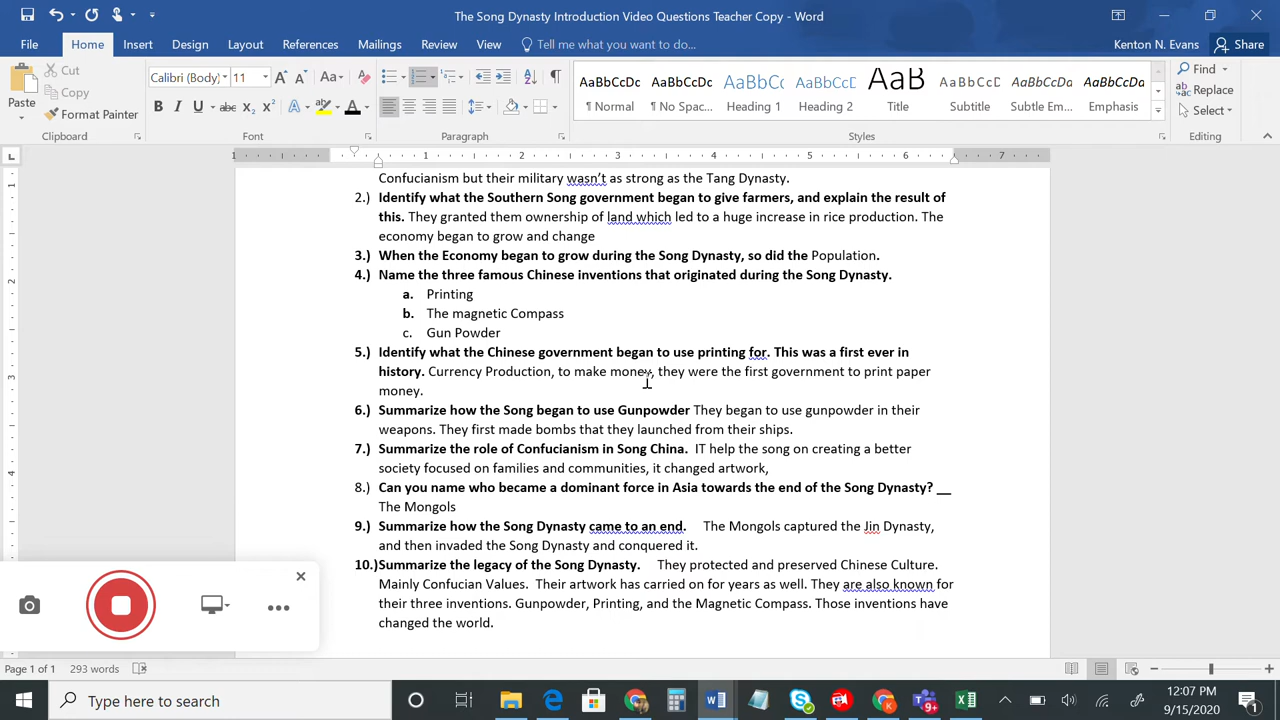 The Song Dynasty Introduction Video Questions Teacher Copy - Word
File Home Insert Design Layout References Mailings Review View Tell me what you want to do... Kenton N. Evans Share
Cut
Copy
Format Painter
Paste
Calibri (Body) 11
AaBbCcDc AaBbCcDc AaBbCc AaBbCcD AaB AaBbCcD AaBbCcDc AaBbCcDc
¶ Normal ¶ No Spac... Heading 1 Heading 2 Title Subtitle Subtle Em... Emphasis
Find
Replace
Select
Clipboard Font Paragraph Styles Editing
1 1 2 3 4 5 6 7
Confucianism but their military wasn't as strong as the Tang Dynasty.
2.) Identify what the Southern Song government began to give farmers, and explain the result of
this. They granted them ownership of land which led to a huge increase in rice production. The
economy began to grow and change
3.) When the Economy began to grow during the Song Dynasty, so did the Population.
4.) Name the three famous Chinese inventions that originated during the Song Dynasty.
a. Printing
b. The magnetic Compass
c. Gun Powder
5.) Identify what the Chinese government began to use printing for. This was a first ever in
history. Currency Production, to make money, they were the first government to print paper
money.
6.) Summarize how the Song began to use Gunpowder They began to use gunpowder in their
weapons. They first made bombs that they launched from their ships.
7.) Summarize the role of Confucianism in Song China. IT help the song on creating a better
society focused on families and communities, it changed artwork,
8.) Can you name who became a dominant force in Asia towards the end of the Song Dynasty? __
The Mongols
9.) Summarize how the Song Dynasty came to an end. The Mongols captured the Jin Dynasty,
and then invaded the Song Dynasty and conquered it.
10.) Summarize the legacy of the Song Dynasty. They protected and preserved Chinese Culture.
Mainly Confucian Values. Their artwork has carried on for years as well. They are also known for
their three inventions. Gunpowder, Printing, and the Magnetic Compass. Those inventions have
changed the world.
Page 1 of 1 293 words
Type here to search
12:07 PM
9/15/2020